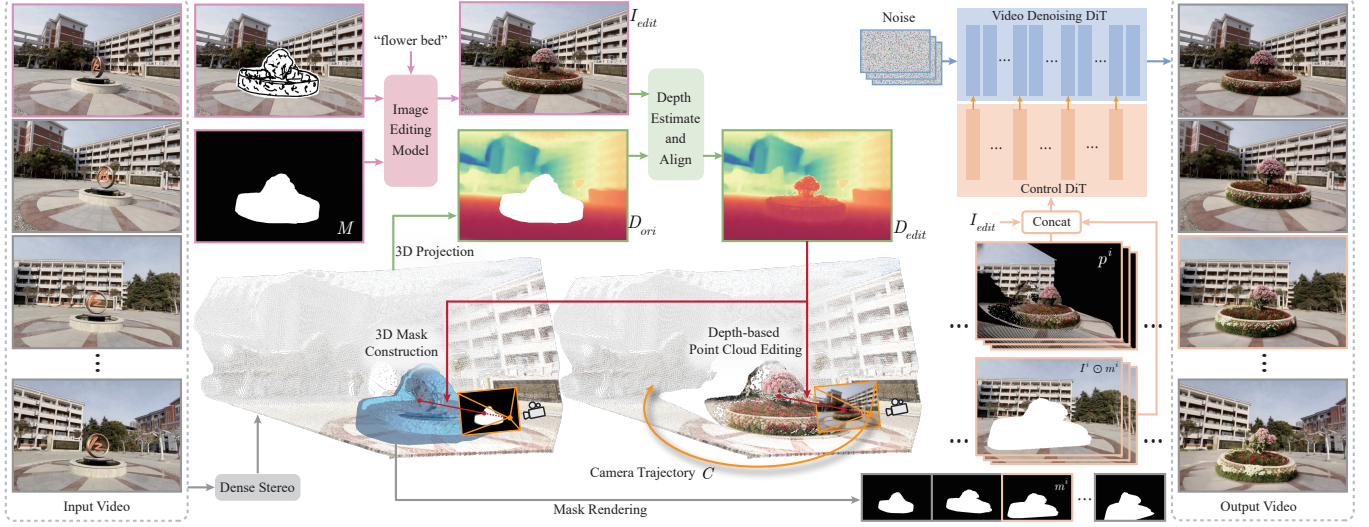 "flower bed"
I_edit
Image
Editing
Model
M
Depth
Estimate
and
Align
D_ori
D_edit
3D Projection
3D Mask
Construction
Depth-based
Point Cloud Editing
Camera Trajectory C
Dense Stereo
Mask Rendering
Input Video
Noise
Video Denoising DiT
...
...
...
...
...
...
Control DiT
I_edit
Concat
p^i
...
...
I^i ⊙ m^i
...
...
m^i
...
Output Video